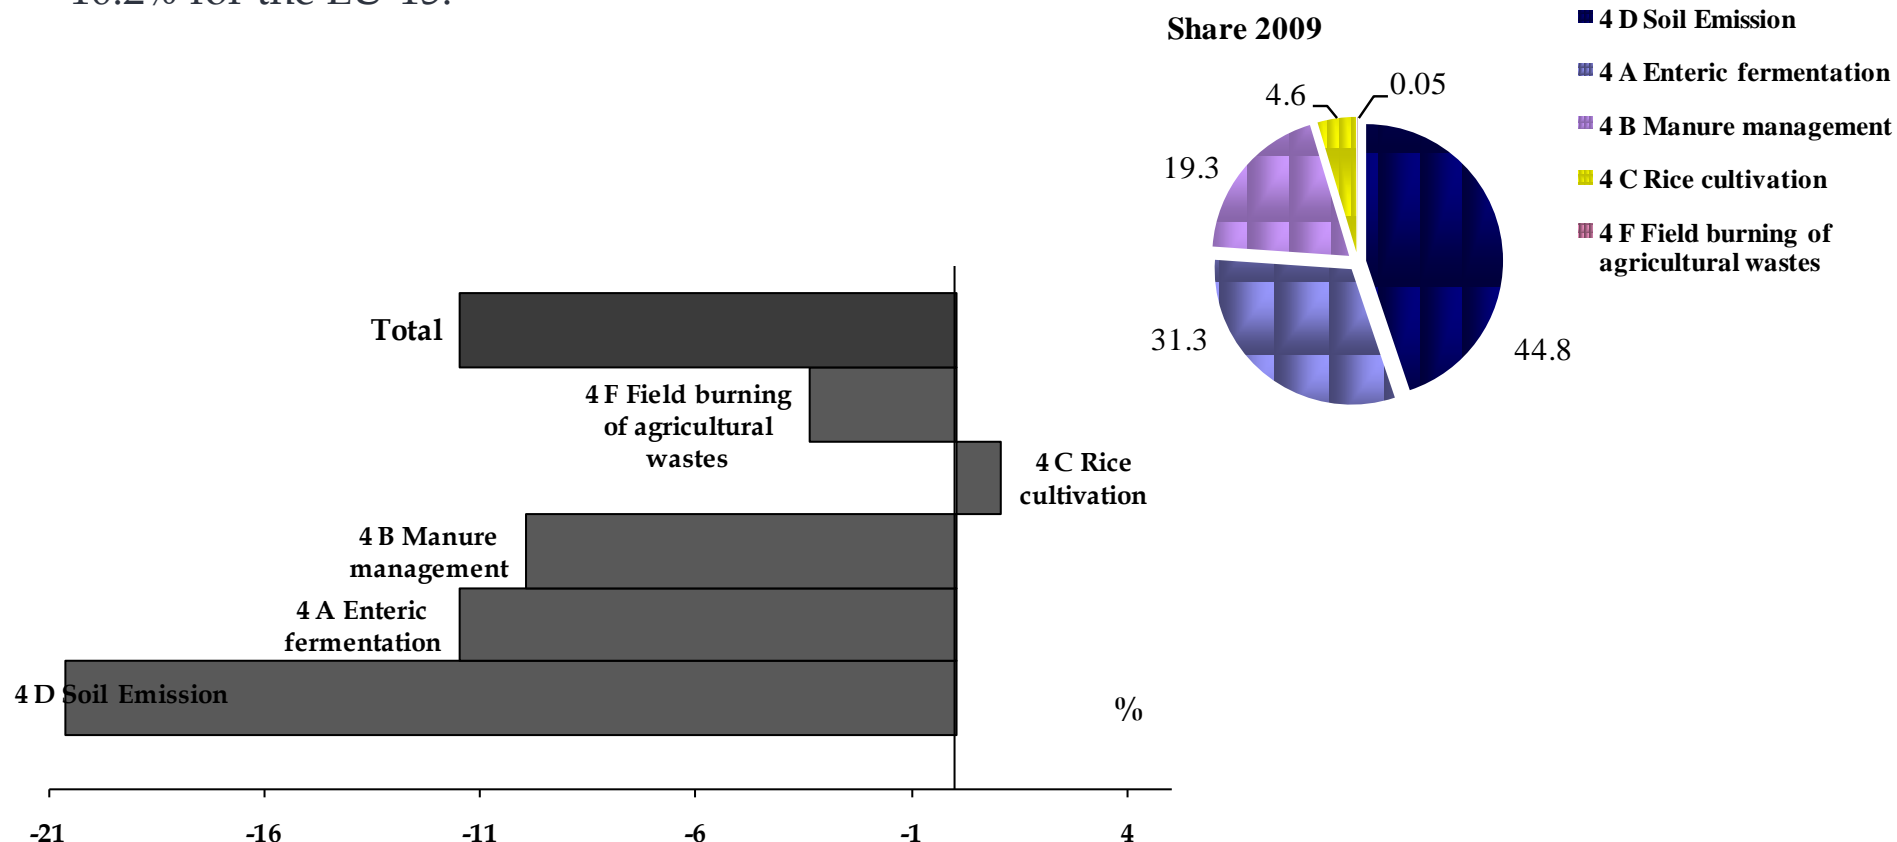 Share 2009
4 D Soil Emission
4 A Enteric fermentation
4 B Manure management
4 C Rice cultivation
4 F Field burning of
agricultural wastes
4.6
0.05
19.3
31.3
44.8
Total
4 F Field burning
of agricultural
wastes
4 C Rice
cultivation
4 B Manure
management
4 A Enteric
fermentation
4 D Soil Emission
%
-21
-16
-11
-6
-1
4